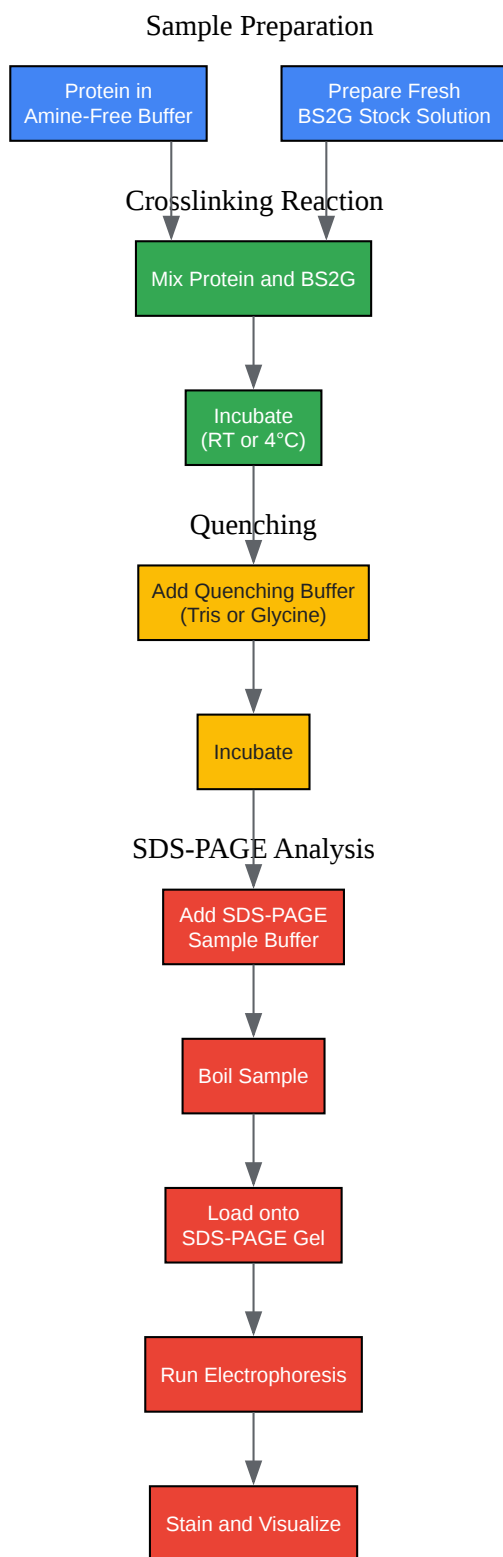 Sample Preparation
Protein in
Amine-Free Buffer
Prepare Fresh
BS2G Stock Solution
Crosslinking Reaction
Mix Protein and BS2G
Incubate
(RT or 4°C)
Quenching
Add Quenching Buffer
(Tris or Glycine)
Incubate
SDS-PAGE Analysis
Add SDS-PAGE
Sample Buffer
Boil Sample
Load onto
SDS-PAGE Gel
Run Electrophoresis
Stain and Visualize